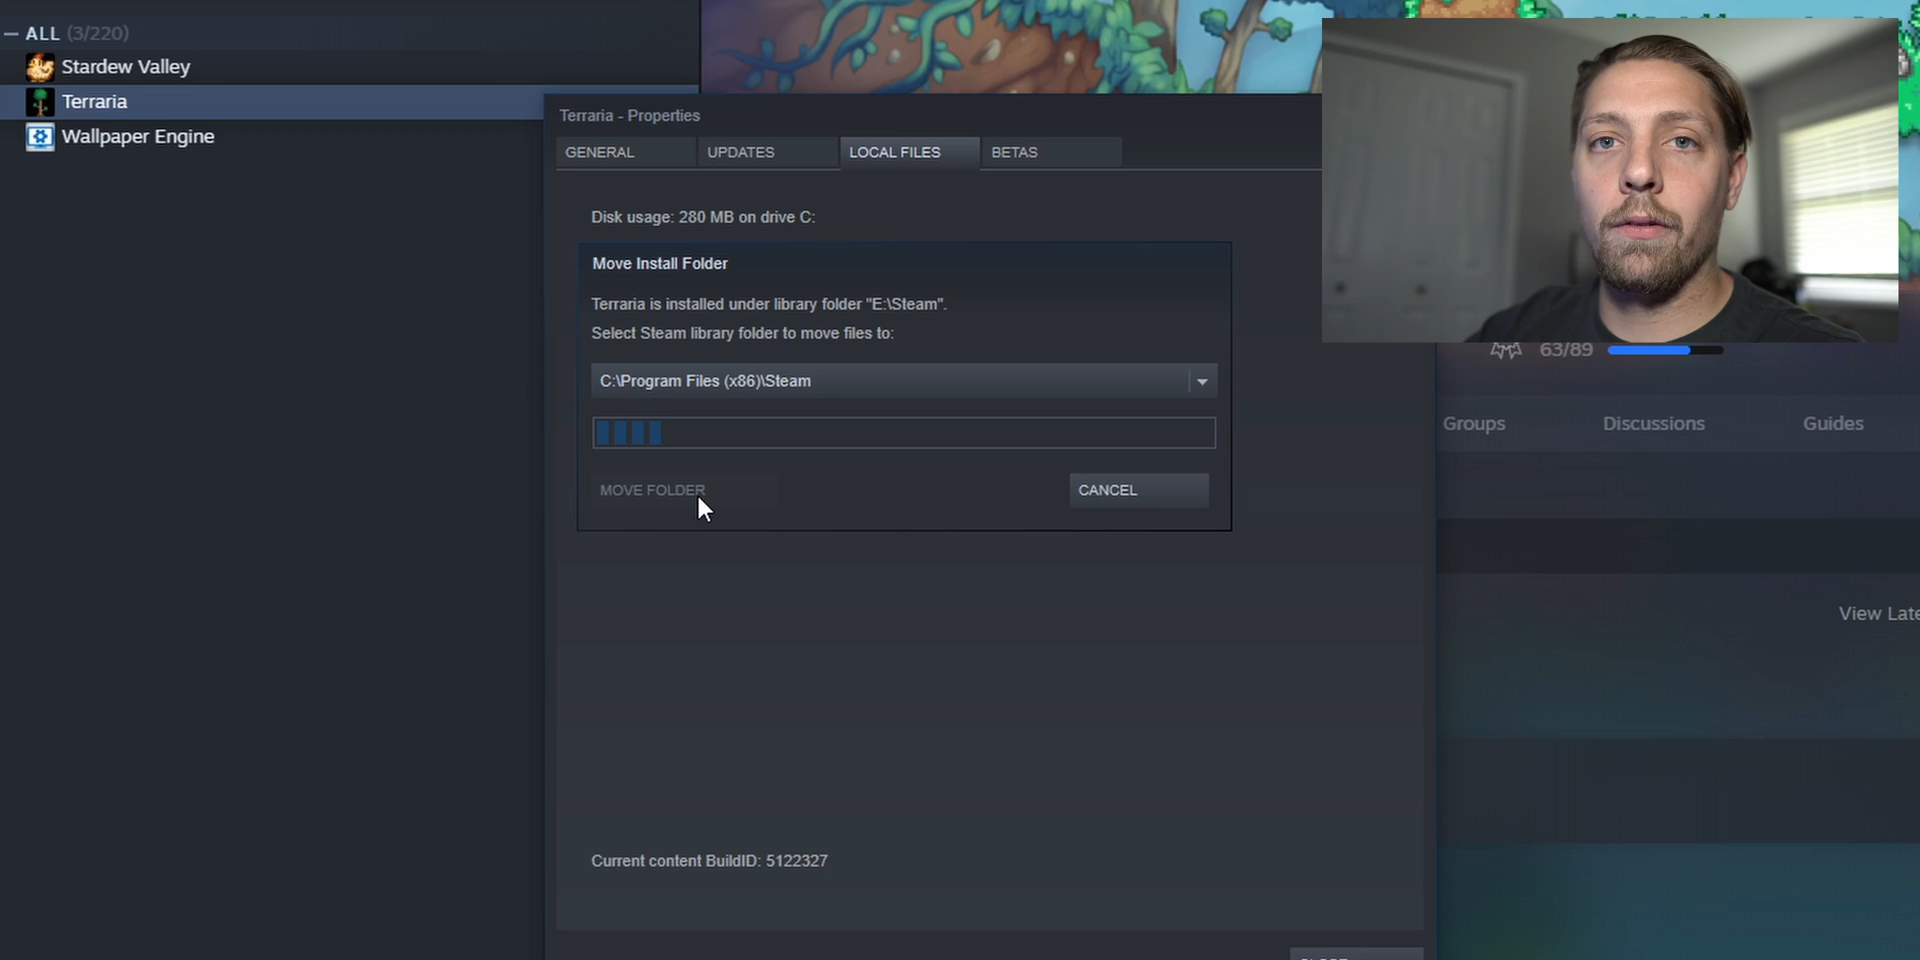 ALL (3/220)
Stardew Valley
Terraria
Wallpaper Engine
Terraria - Properties
GENERAL
UPDATES
LOCAL FILES
BETAS
Disk usage: 280 MB on drive C:
Move Install Folder
Terraria is installed under library folder "E:\Steam".
Select Steam library folder to move files to:
C:\Program Files (x86)\Steam
MOVE FOLDER
CANCEL
Current content BuildID: 5122327
63/89
Groups
Discussions
Guides
View Late